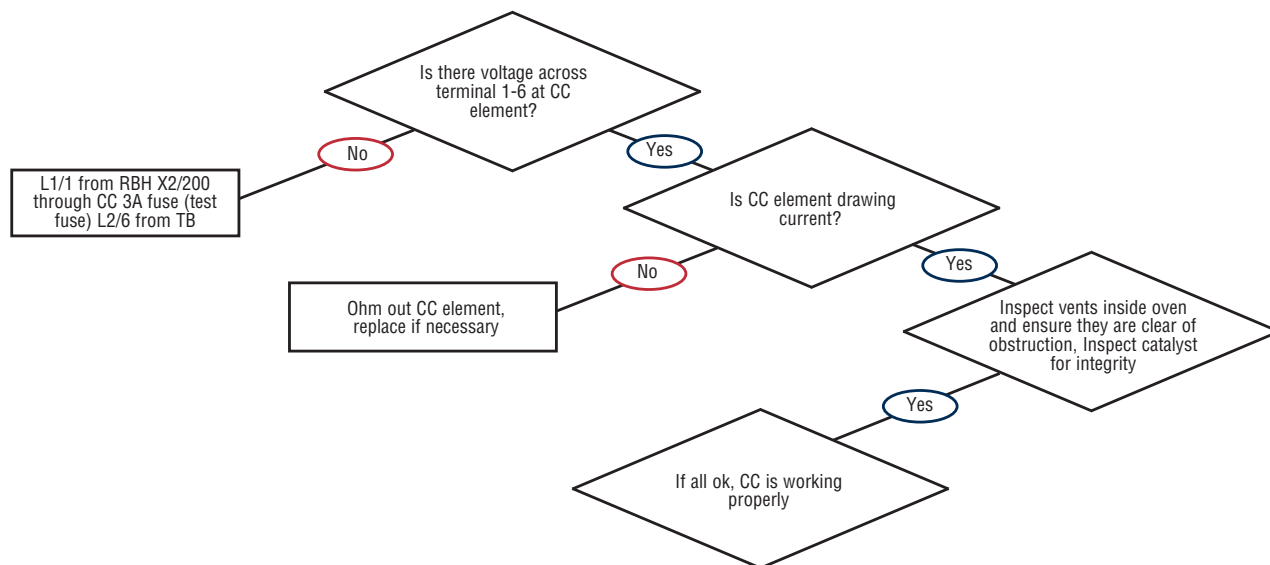 Is there voltage across
terminal 1-6 at CC
element?
No
Yes
L1/1 from RBH X2/200
through CC 3A fuse (test
fuse) L2/6 from TB
Is CC element drawing
current?
No
Yes
Ohm out CC element,
replace if necessary
Inspect vents inside oven
and ensure they are clear of
obstruction, Inspect catalyst
for integrity
Yes
If all ok, CC is working
properly